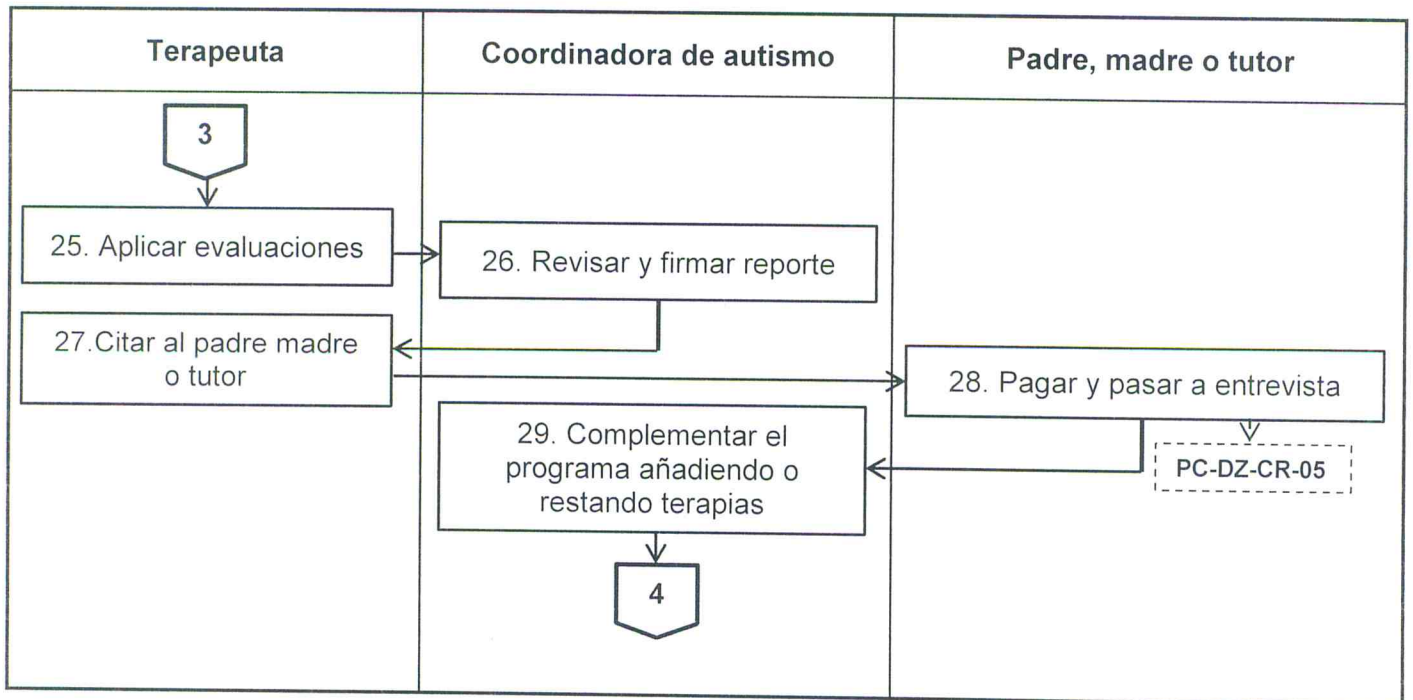 Terapeuta
Coordinadora de autismo
Padre, madre o tutor
3
25. Aplicar evaluaciones
26. Revisar y firmar reporte
27.Citar al padre madre
o tutor
28. Pagar y pasar a entrevista
PC-DZ-CR-05
29. Complementar el
programa añadiendo o
restando terapias
4